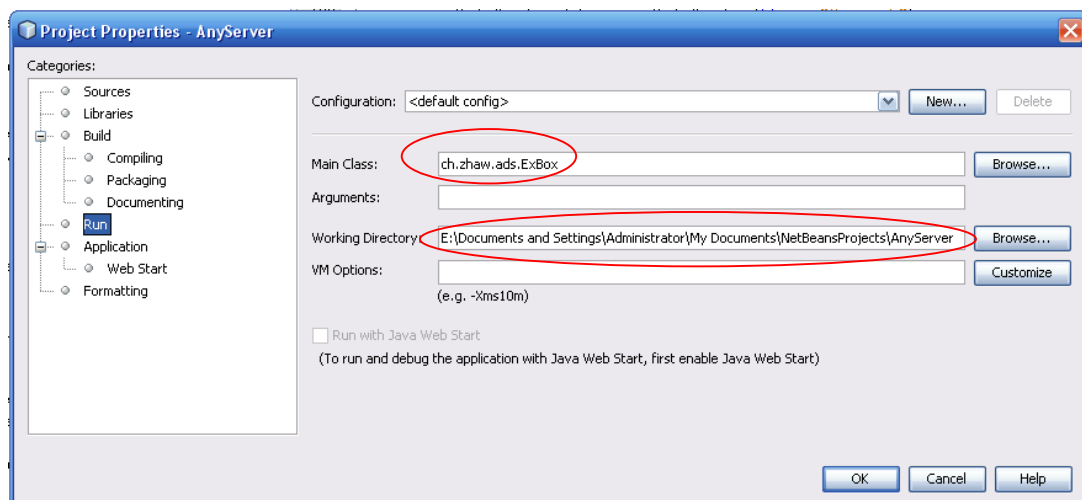 Project Properties - AnyServer
Categories:
Sources
Libraries
Build
Compiling
Packaging
Documenting
Run
Application
Web Start
Formatting
Configuration: <default config> New... Delete
Main Class: ch.zhaw.ads.ExBox Browse...
Arguments:
Working Directory: E:\Documents and Settings\Administrator\My Documents\NetBeansProjects\AnyServer Browse...
VM Options: Customize
(e.g. -Xms10m)
Run with Java Web Start
(To run and debug the application with Java Web Start, first enable Java Web Start)
OK Cancel Help